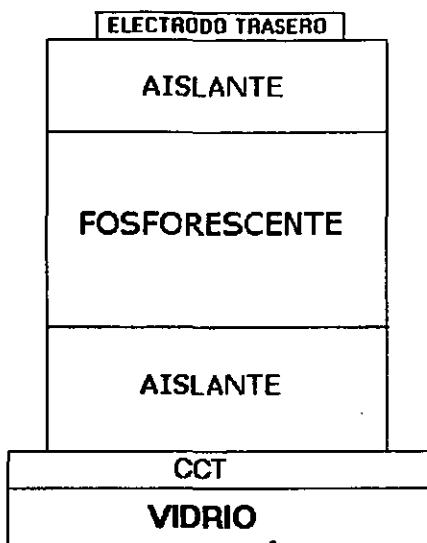 ELECTRODO TRASERO
AISLANTE
FOSFORESCENTE
AISLANTE
CCT
VIDRIO